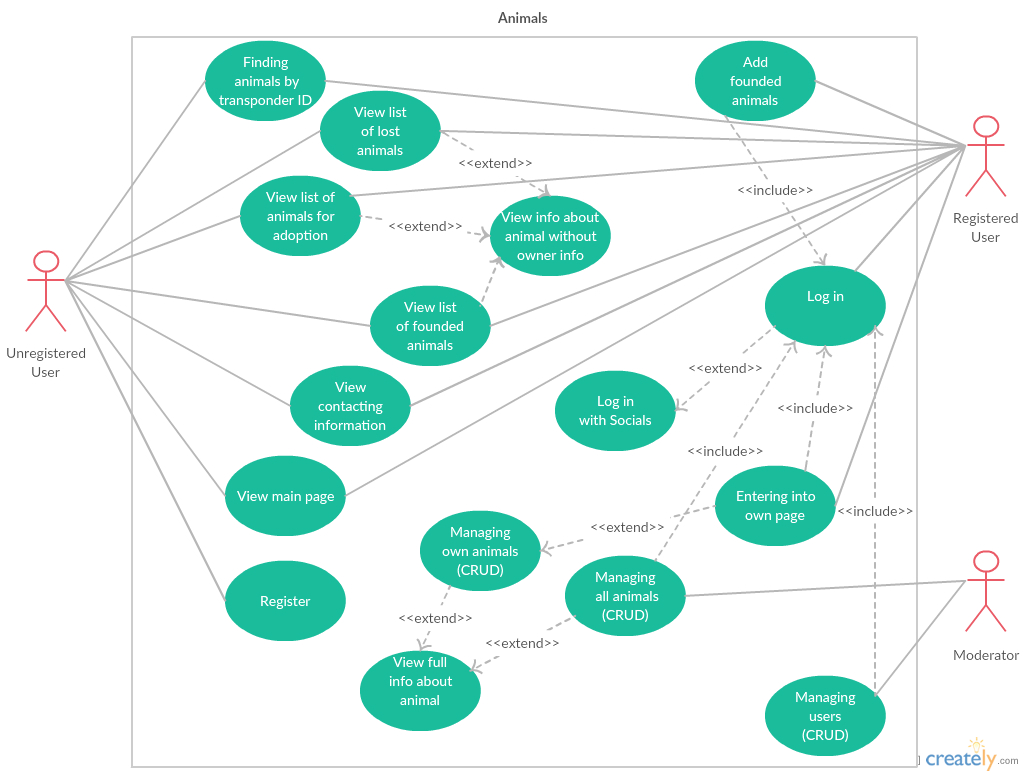 Animals
Finding
animals by
transponder ID
Add
founded
animals
View list
of lost
animals
<<extend>>
<<include>>
View list of
animals for
adoption
<<extend>>
View info about
animal without
owner info
Registered
User
Log in
View list
of founded
animals
Unregistered
User
<<extend>>
View
contacting
information
Log in
with Socials
<<include>>
<<include>>
View main page
Entering into
own page
<<include>>
<<extend>>
Managing
own animals
(CRUD)
Managing
all animals
(CRUD)
Register
<<extend>>
<<extend>>
Moderator
View full
info about
animal
Managing
users
(CRUD)
creately.com